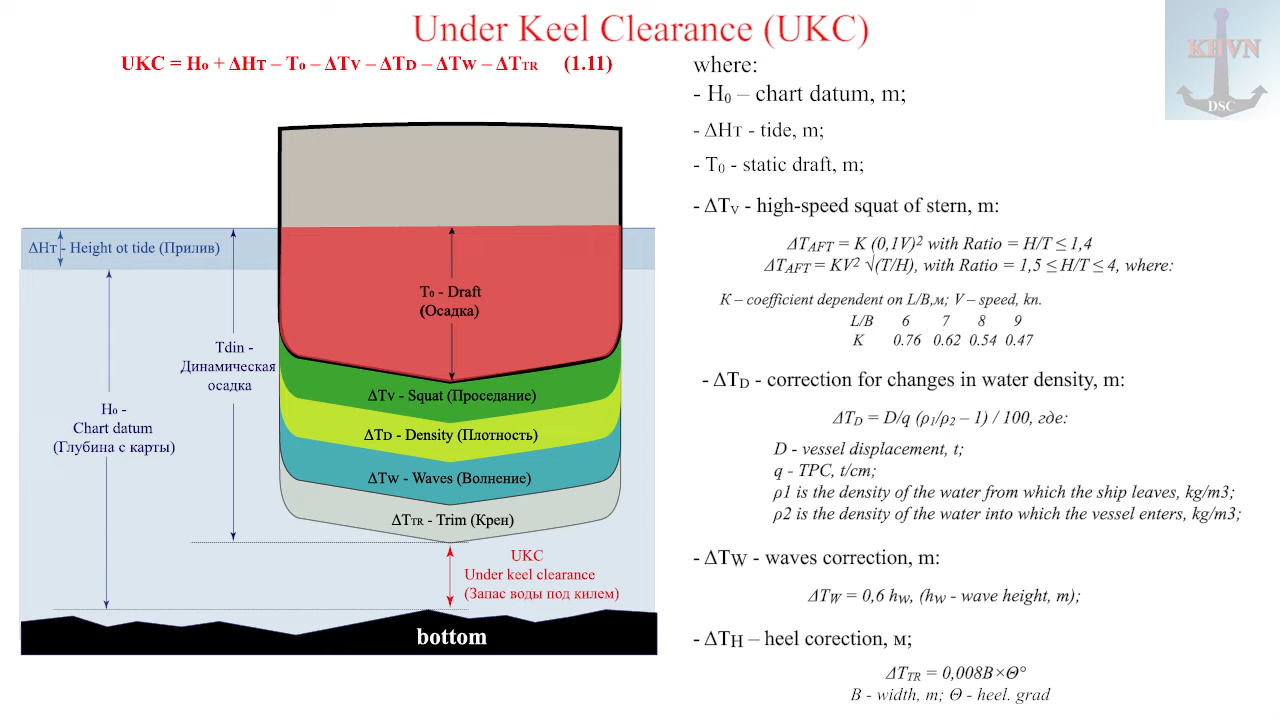 Under Keel Clearance (UKC)
UKC = H₀ + ΔHT – T₀ – ΔTV – ΔTD – ΔTW – ΔTTR (1.11)
ΔHT - Height ot tide (Прилив)
T₀ - Draft
(Осадка)
Tdin -
Динамическая
осадка
H₀ -
Chart datum
(Глубина с карты)
ΔTV - Squat (Проседание)
ΔTD - Density (Плотность)
ΔTW - Waves (Волнение)
ΔTTR - Trim (Крен)
UKC
Under keel clearance
(Запас воды под килем)
bottom
where:
- H₀ – chart datum, m;
- ΔHT - tide, m;
- T₀ - static draft, m;
- ΔTV - high-speed squat of stern, m:
ΔTAFT = K (0,1V)² with Ratio = H/T ≤ 1,4
ΔTAFT = KV² √(T/H), with Ratio = 1,5 ≤ H/T ≤ 4, where:
К – coefficient dependent on L/B,м; V – speed, kn.
L/B 6 7 8 9
K 0.76 0.62 0.54 0.47
- ΔTD - correction for changes in water density, m:
ΔTD = D/q (ρ₁/ρ₂ – 1) / 100, где:
D - vessel displacement, t;
q - TPC, t/cm;
ρ1 is the density of the water from which the ship leaves, kg/m3;
ρ2 is the density of the water into which the vessel enters, kg/m3;
- ΔTW - waves correction, m:
ΔTW = 0,6 hW, (hW - wave height, m);
- ΔTH – heel corection, м;
ΔTTR = 0,008B×Θ°
B - width, m; Θ - heel. grad
KHVN
DSC